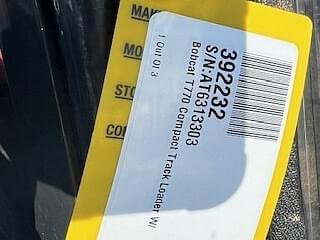 MAK
MO
STO
CO
392232
S/N:AT6313303
Bobcat T770 Compact Track Loader W/
1 Out Of 3